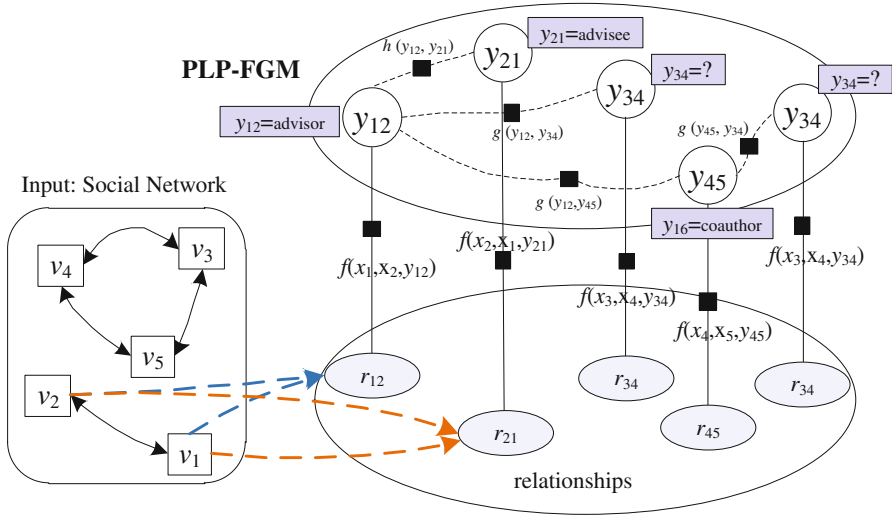 PLP-FGM
h (y12, y21)
y21
y21=advisee
y34
y34=?
y34=?
y34
y12=advisor
y12
g (y12, y34)
g (y45, y34)
y45
g (y12,y45)
y16=coauthor
Input: Social Network
v4
v3
v5
v2
v1
f(x1,x2,y12)
f(x2,x1,y21)
f(x3,x4,y34)
f(x4,x5,y45)
f(x3,x4,y34)
r12
r21
r34
r45
r34
relationships